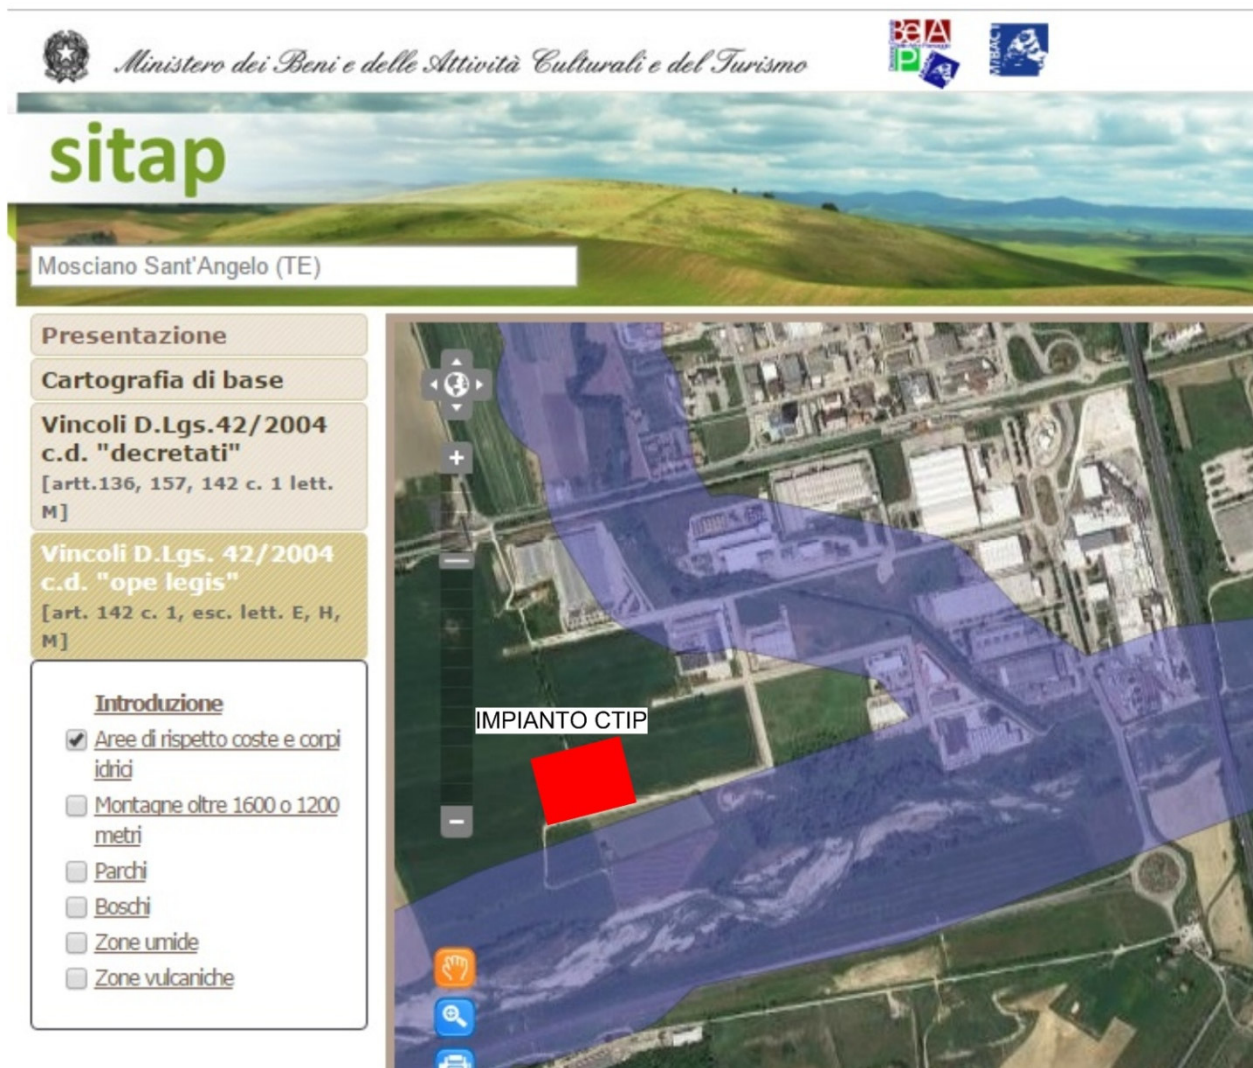 Ministero dei Beni e delle Attività Culturali e del Turismo
BeAP
MiBACT
sitap
Mosciano Sant'Angelo (TE)
Presentazione
Cartografia di base
Vincoli D.Lgs.42/2004
c.d. "decretati"
[artt.136, 157, 142 c. 1 lett.
M]
Vincoli D.Lgs. 42/2004
c.d. "ope legis"
[art. 142 c. 1, esc. lett. E, H,
M]
Introduzione
Aree di rispetto coste e corpi
idrici
Montagne oltre 1600 o 1200
metri
Parchi
Boschi
Zone umide
Zone vulcaniche
IMPIANTO CTIP